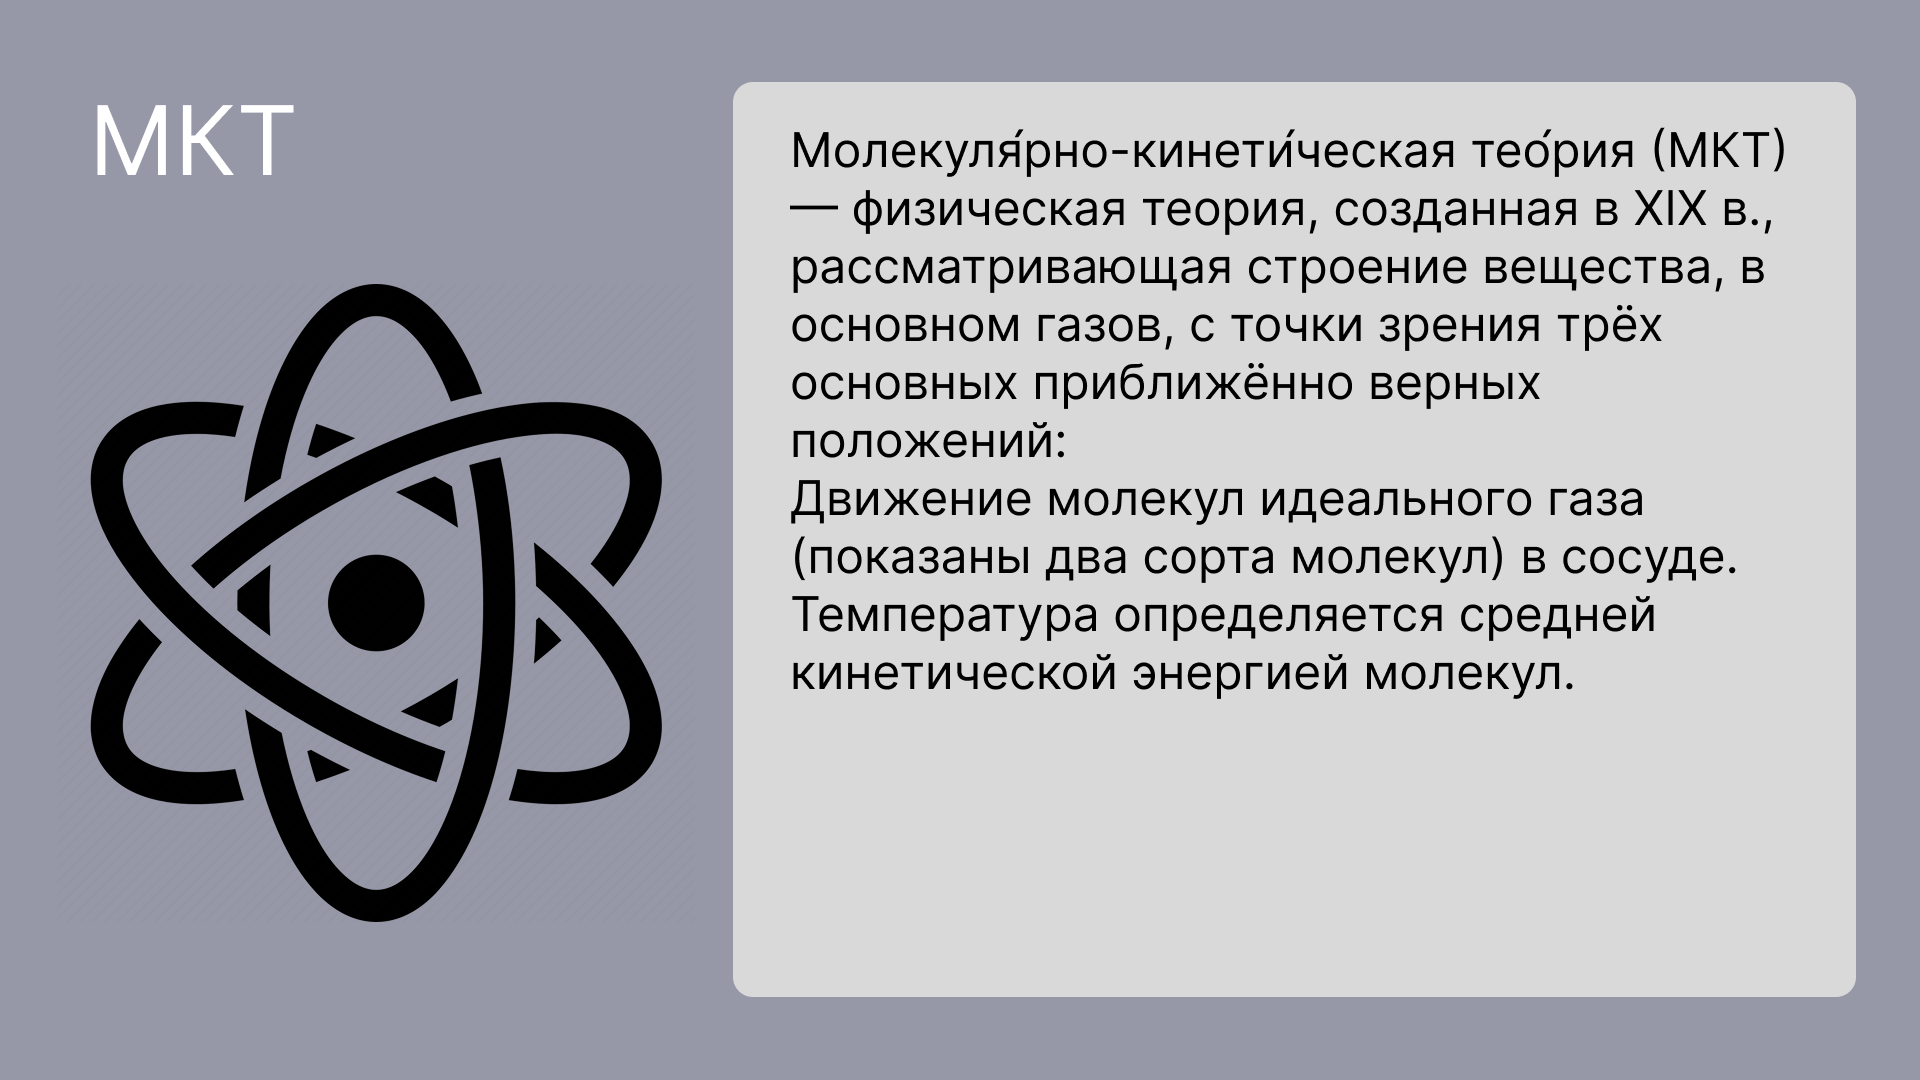 МКТ
Молекуля́рно-кинети́ческая тео́рия (МКТ)
— физическая теория, созданная в XIX в.,
рассматривающая строение вещества, в
основном газов, с точки зрения трёх
основных приближённо верных
положений:
Движение молекул идеального газа
(показаны два сорта молекул) в сосуде.
Температура определяется средней
кинетической энергией молекул.